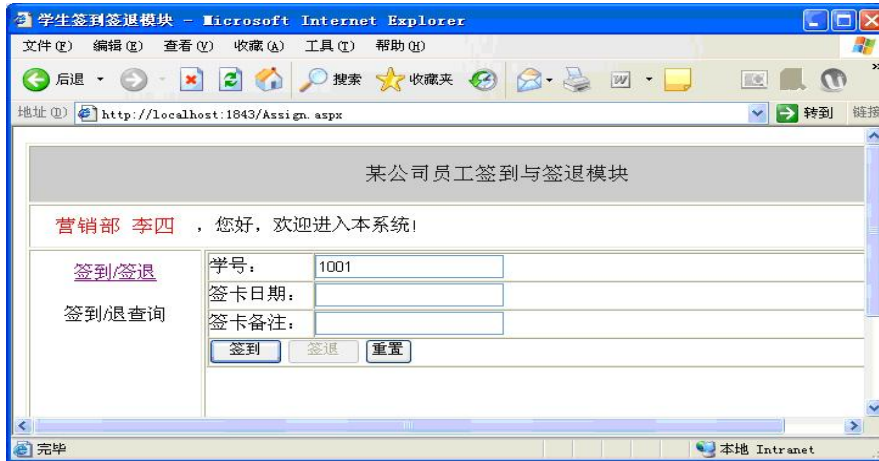 学生签到签退模块 - Microsoft Internet Explorer
文件(F) 编辑(E) 查看(V) 收藏(A) 工具(T) 帮助(H)
后退 搜索 收藏夹 W »
地址(D) http://localhost:1843/Assign.aspx 转到 链接
某公司员工签到与签退模块
营销部 李四 ，您好，欢迎进入本系统!
签到/签退
签到/退查询
学号： 1001
签卡日期：
签卡备注：
签到 签退 重置
完毕 本地 Intranet